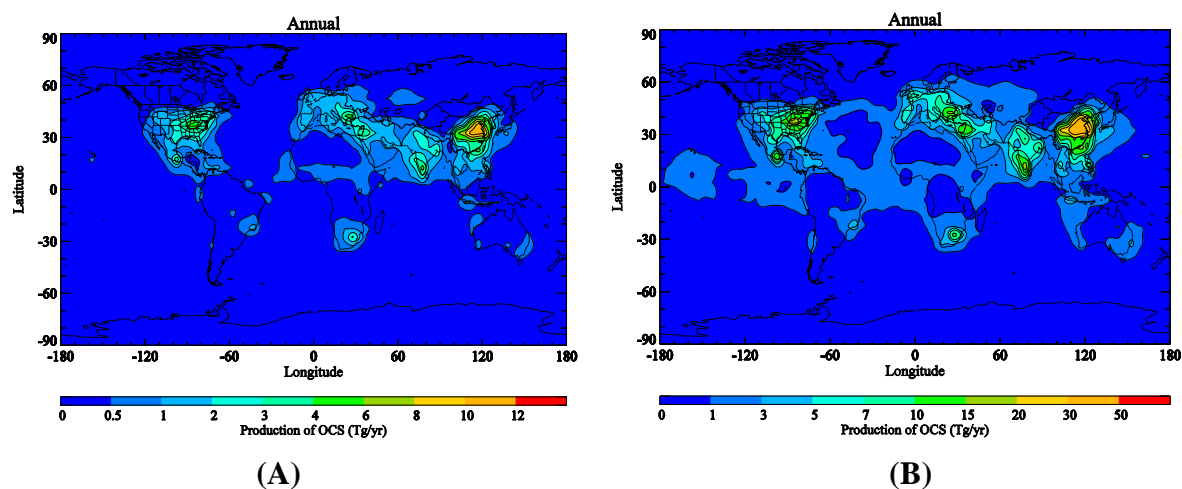 Annual
90
60
30
0
-30
-60
-90
Latitude
-180 -120 -60 0 60 120 180
Longitude
0 0.5 1 2 3 4 6 8 10 12
Production of OCS (Tg/yr)
(A)
Annual
90
60
30
0
-30
-60
-90
Latitude
-180 -120 -60 0 60 120 180
Longitude
0 1 3 5 7 10 15 20 30 50
Production of OCS (Tg/yr)
(B)